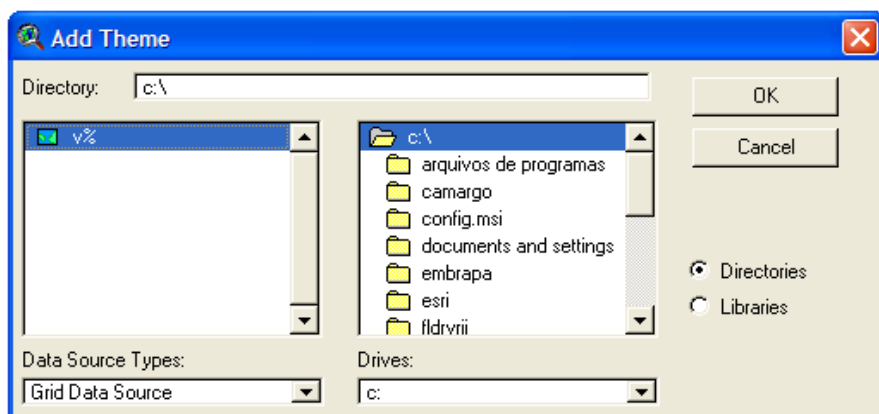 Add Theme
Directory:
c:\
OK
Cancel
v%
c:\
arquivos de programas
camargo
config.msi
documents and settings
embrapa
esri
fldrvrii
Directories
Libraries
Data Source Types:
Grid Data Source
Drives:
c: